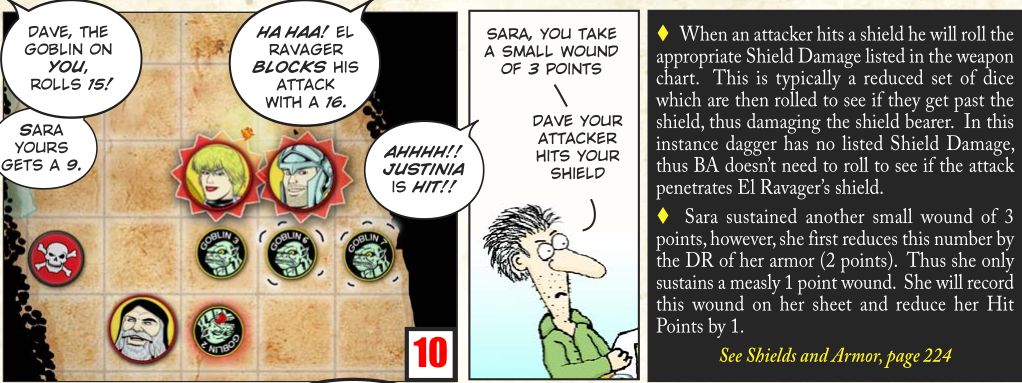 DAVE, THE
GOBLIN ON
YOU,
ROLLS 15!
SARA
YOURS
GETS A 9.
HA HAA! EL
RAVAGER
BLOCKS HIS
ATTACK
WITH A 16.
AHHHH!!
JUSTINIA
IS HIT!!
GOBLIN 3
GOBLIN 6
GOBLIN 7
GOBLIN 2
10
SARA, YOU TAKE
A SMALL WOUND
OF 3 POINTS
DAVE YOUR
ATTACKER
HITS YOUR
SHIELD
♦ When an attacker hits a shield he will roll the
appropriate Shield Damage listed in the weapon
chart. This is typically a reduced set of dice
which are then rolled to see if they get past the
shield, thus damaging the shield bearer. In this
instance dagger has no listed Shield Damage,
thus BA doesn't need to roll to see if the attack
penetrates El Ravager's shield.
♦ Sara sustained another small wound of 3
points, however, she first reduces this number by
the DR of her armor (2 points). Thus she only
sustains a measly 1 point wound. She will record
this wound on her sheet and reduce her Hit
Points by 1.
See Shields and Armor, page 224